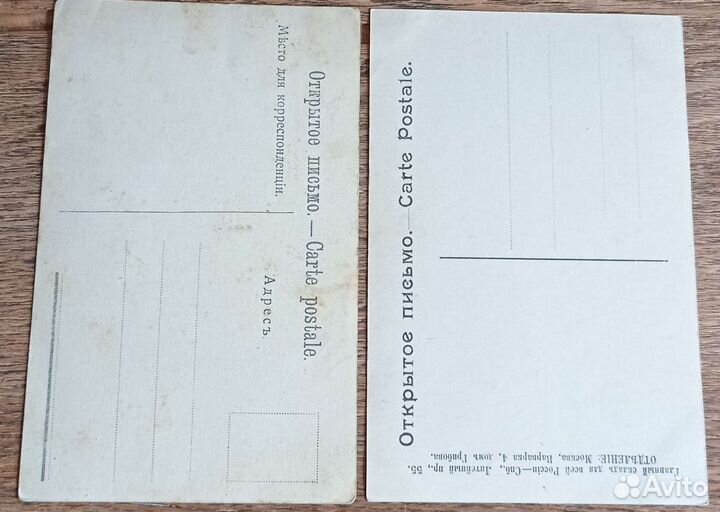 Открытое письмо. — Carte postale.
Мѣсто для корреспонденціи.
Адресъ.
Открытое письмо. — Carte Postale.
Главный складъ для всей Россіи—Спб., Литейный пр., 55.
ОТДѢЛЕНІЕ: Москва, Варварка 4, домъ Грибова.
Avito